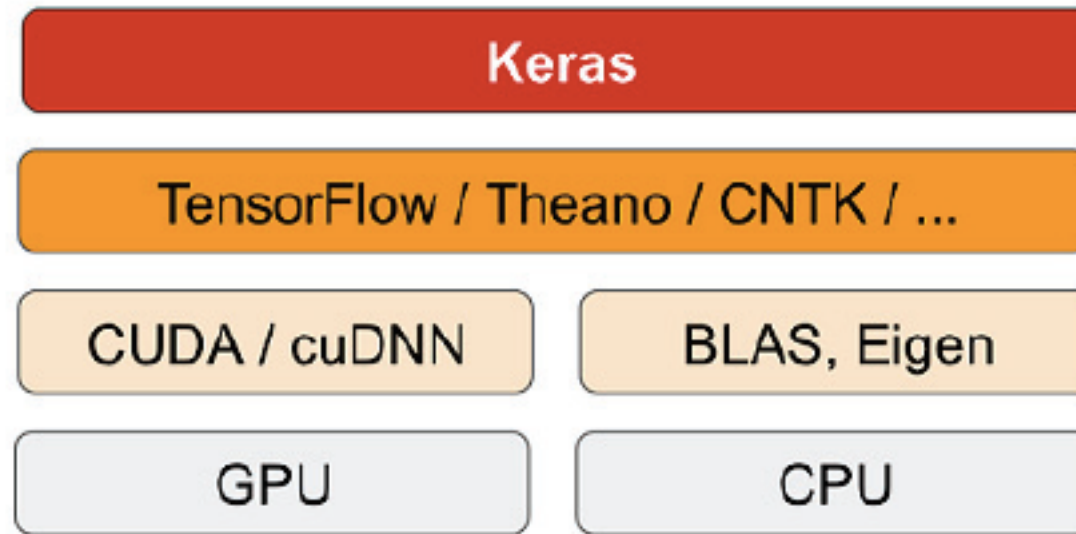 Keras
TensorFlow / Theano / CNTK / ...
CUDA / cuDNN
BLAS, Eigen
GPU
CPU